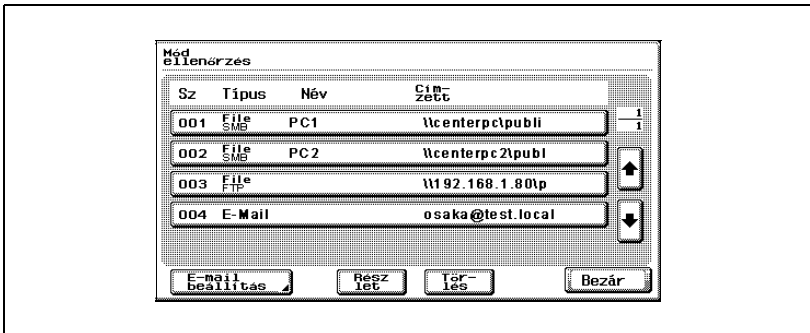 Mód
ellenőrzés
Sz Típus Név Cím-
zett
001 File
SMB PC1 \\centerpc\publi
1
1
002 File
SMB PC2 \\centerpc2\publ
003 File
FTP \\192.168.1.80\p
004 E-Mail osaka@test.local
E-mail
beállítás
Rész
let
Tör-
lés
Bezár